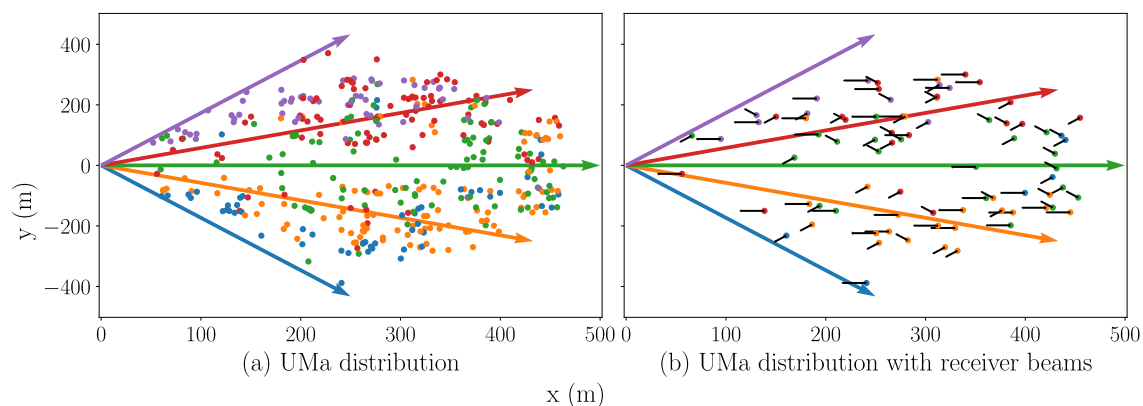 400
200
0
−200
−400
y (m)
0 100 200 300 400 500
0 100 200 300 400 500
(a) UMa distribution
(b) UMa distribution with receiver beams
x (m)